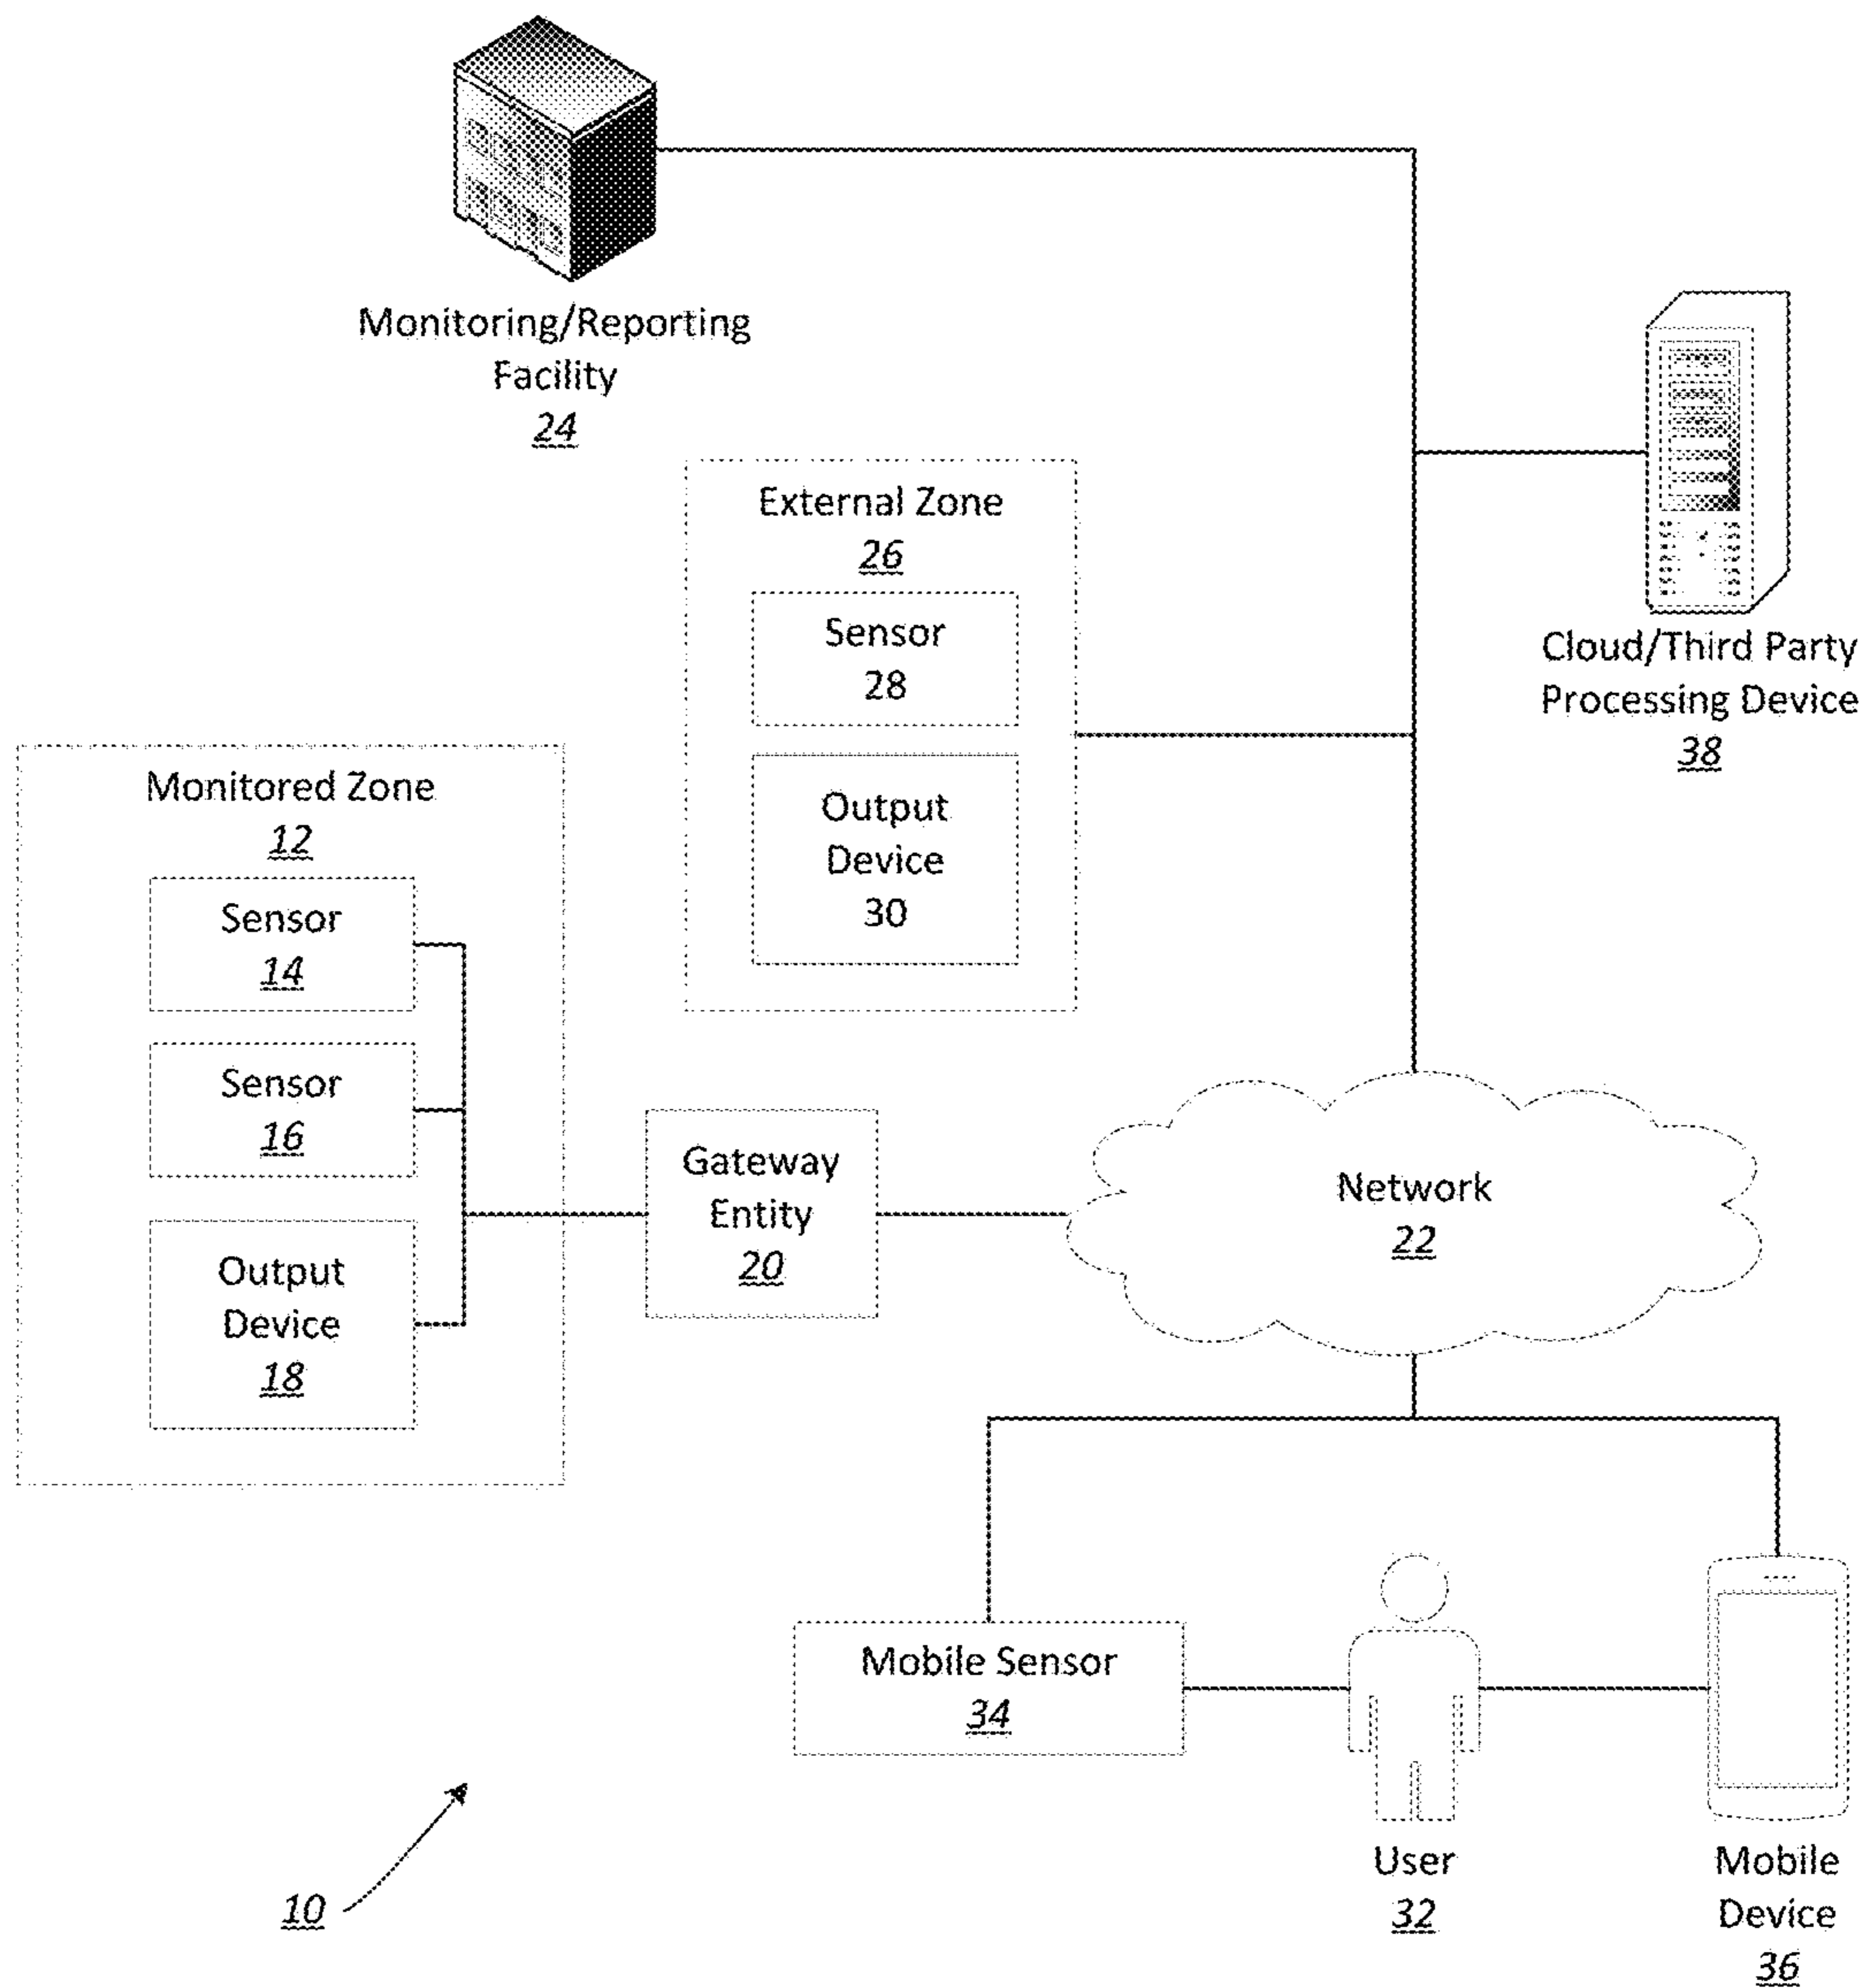 Monitoring/Reporting
Facility
24
External Zone
26
Sensor
28
Output
Device
30
Cloud/Third Party
Processing Device
38
Monitored Zone
12
Sensor
14
Sensor
16
Output
Device
18
Gateway
Entity
20
Network
22
Mobile Sensor
34
User
32
Mobile
Device
36
10